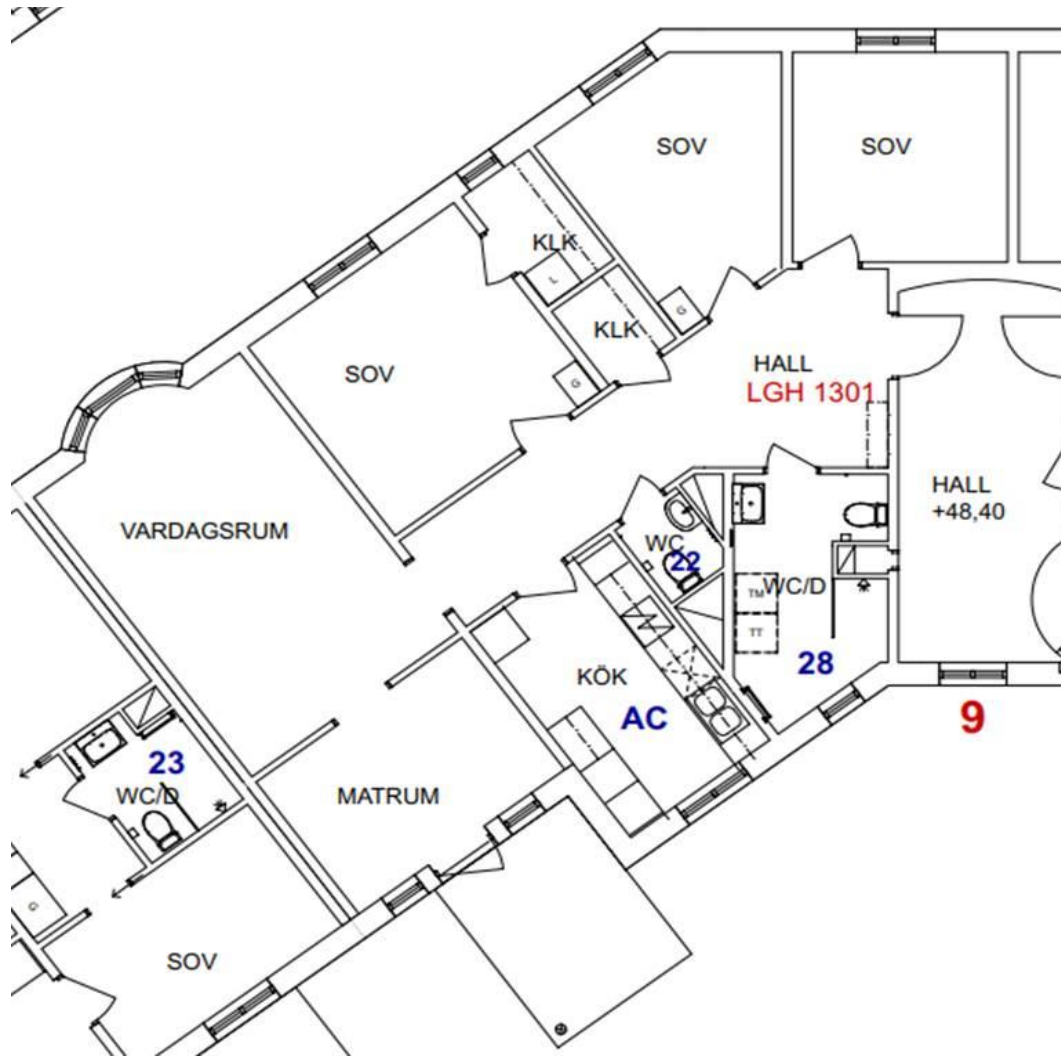 SOV
SOV
KLK
L
G
KLK
SOV
G
HALL
LGH 1301
HALL
+48,40
VARDAGSRUM
WC
22
TM
WC/D
TT
28
KÖK
AC
9
23
WC/D
MATRUM
G
SOV